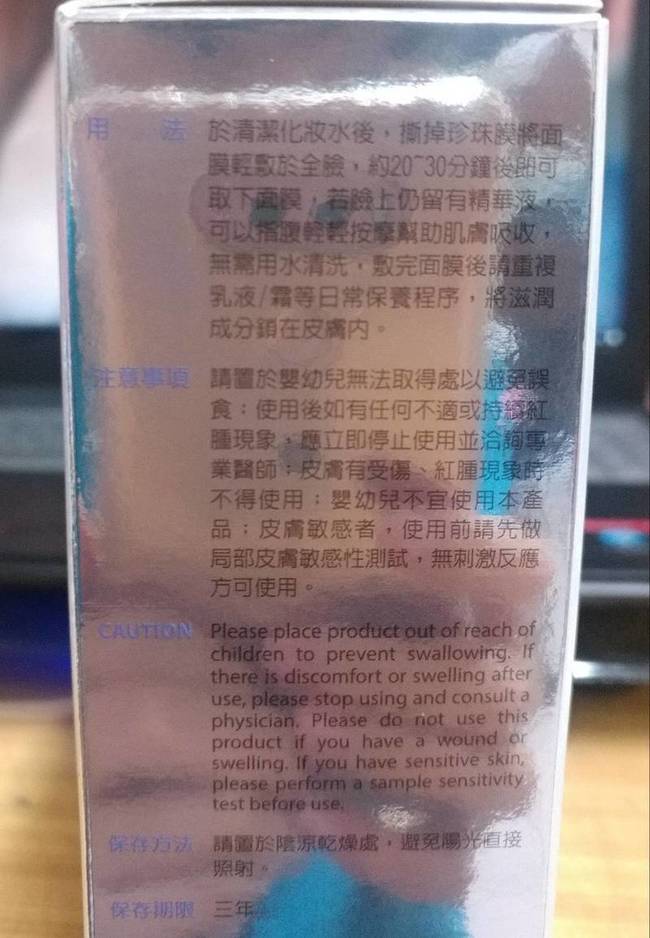 用 法 於清潔化妝水後，撕掉珍珠膜將面
膜輕敷於全臉，約20~30分鐘後即可
取下面膜，若臉上仍留有精華液，
可以指腹輕輕按摩幫助肌膚吸收，
無需用水清洗，敷完面膜後請重複
乳液/霜等日常保養程序，將滋潤
成分鎖在皮膚內。
注意事項 請置於嬰幼兒無法取得處以避免誤
食；使用後如有任何不適或持續紅
腫現象，應立即停止使用並洽詢專
業醫師；皮膚有受傷、紅腫現象時
不得使用；嬰幼兒不宜使用本產
品；皮膚敏感者，使用前請先做
局部皮膚敏感性測試，無刺激反應
方可使用。
CAUTION Please place product out of reach of
children to prevent swallowing. If
there is discomfort or swelling after
use, please stop using and consult a
physician. Please do not use this
product if you have a wound or
swelling. If you have sensitive skin,
please perform a sample sensitivity
test before use.
保存方法 請置於陰涼乾燥處，避免陽光直接
照射。
保存期限 三年